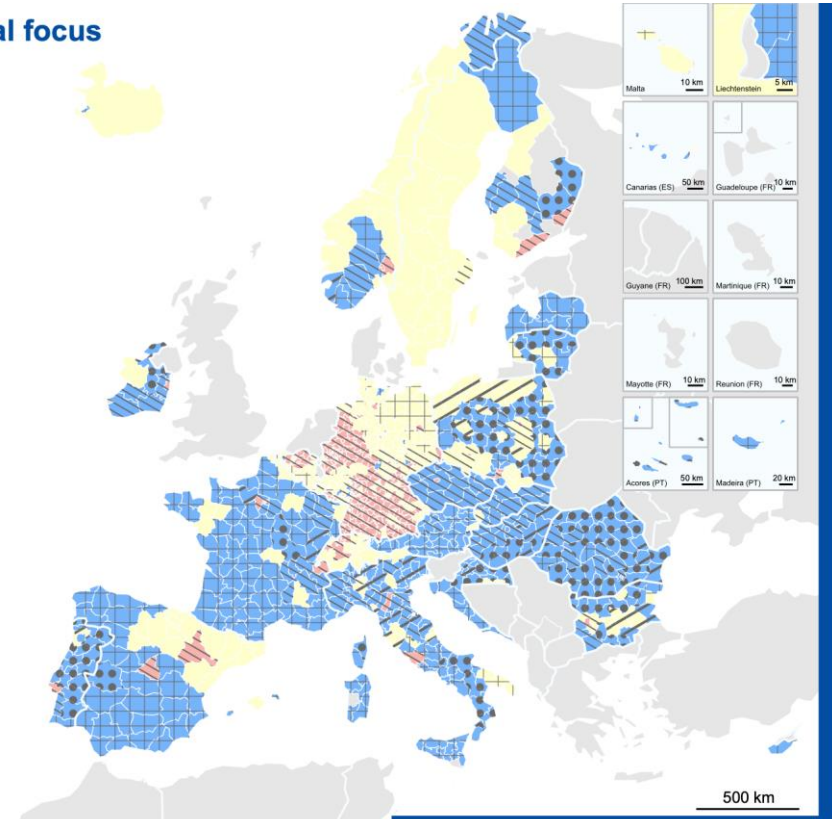 al focus
Malta
10 km
Liechtenstein
5 km
Canarias (ES)
50 km
Guadeloupe (FR)
10 km
Guyane (FR)
100 km
Martinique (FR)
10 km
Mayotte (FR)
10 km
Reunion (FR)
10 km
Acores (PT)
50 km
Madeira (PT)
20 km
500 km